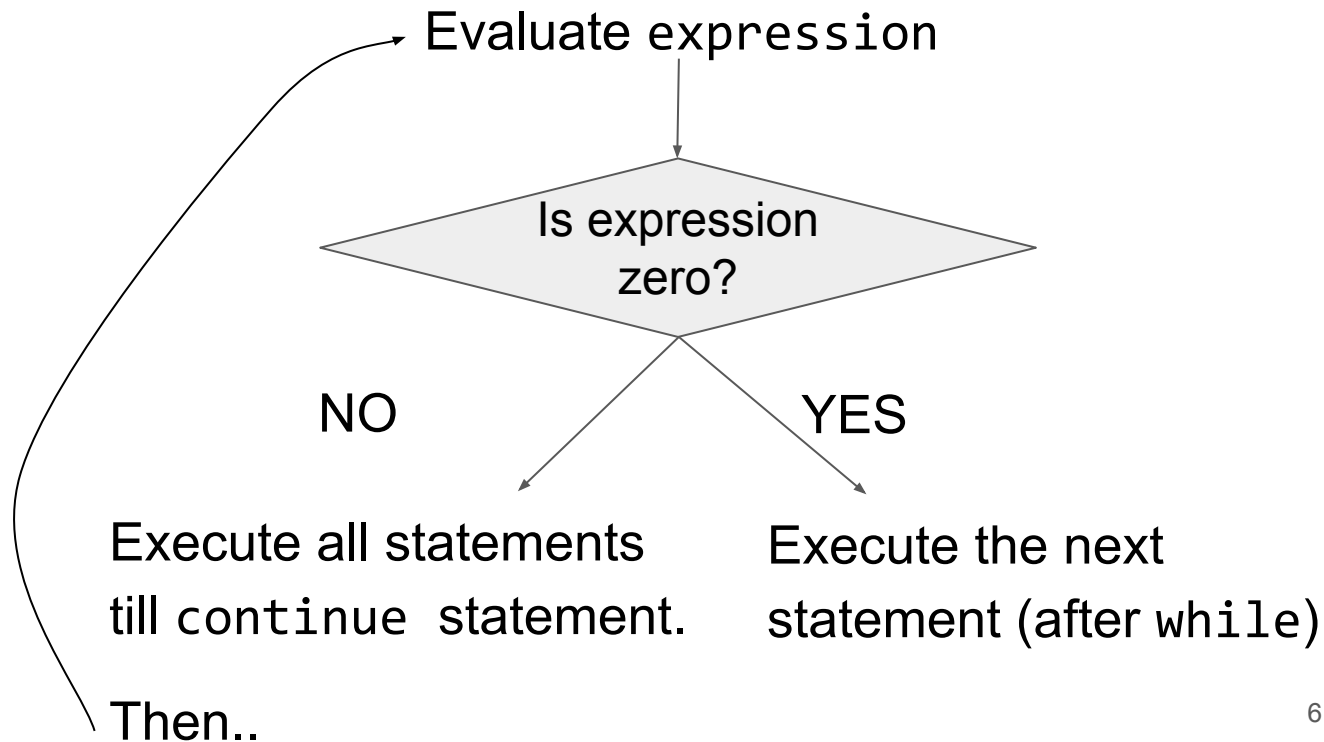 Evaluate expression
Is expression
zero?
NO
YES
Execute all statements
till continue statement.
Execute the next
statement (after while)
Then..
6